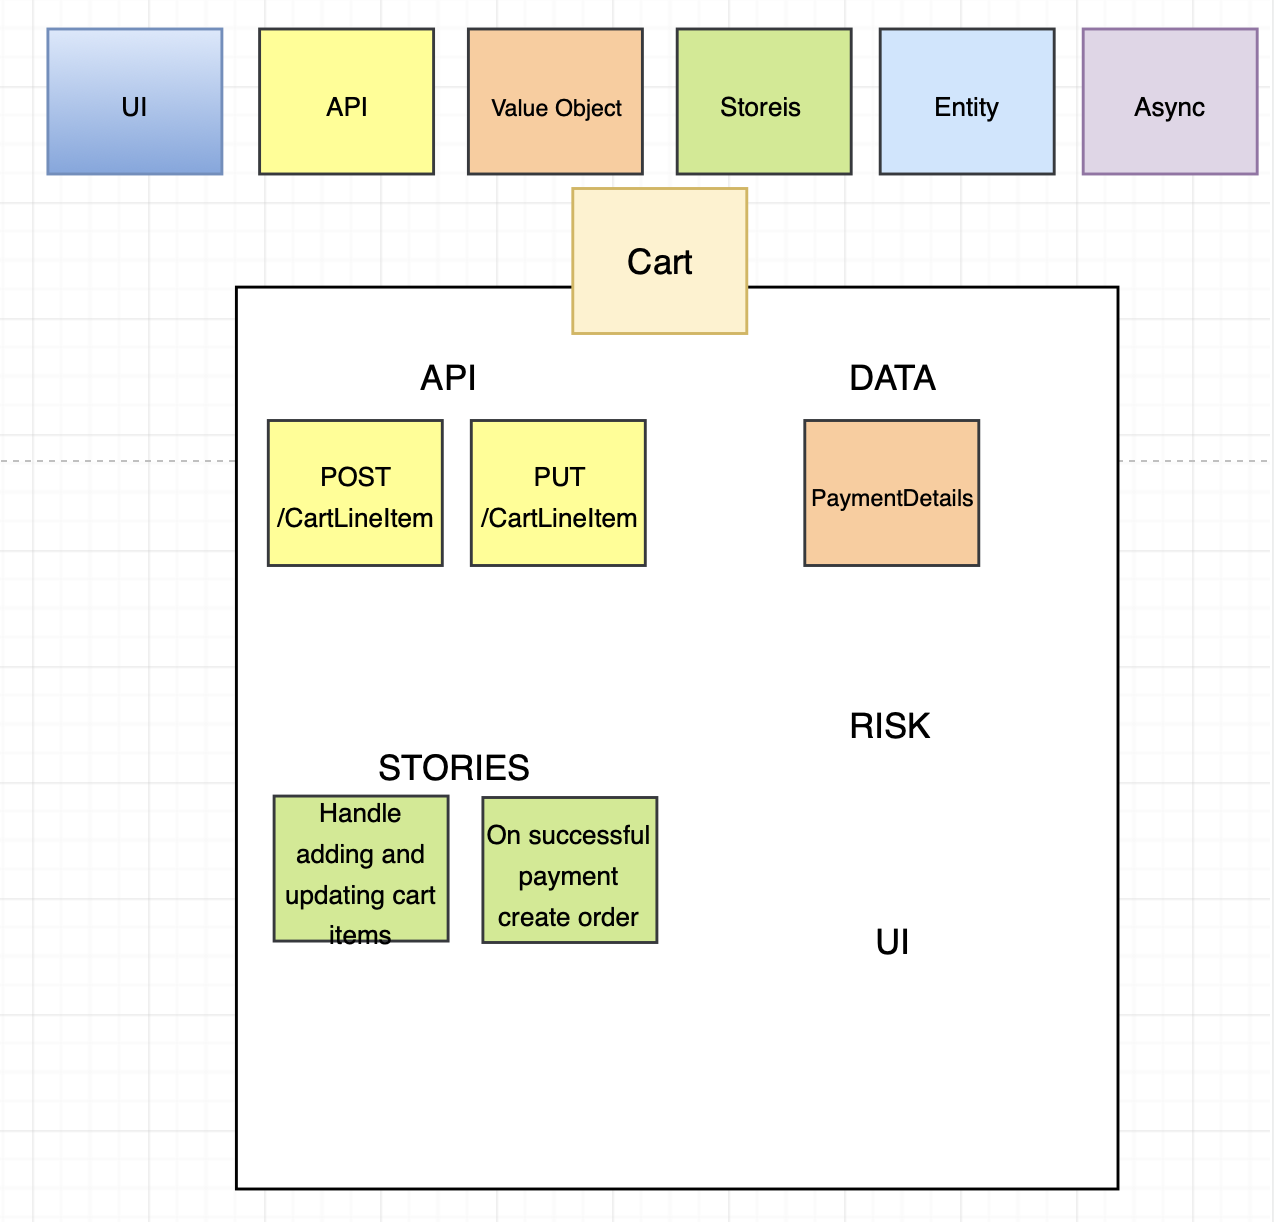 UI
API
Value Object
Storeis
Entity
Async
Cart
API
DATA
POST
/CartLineItem
PUT
/CartLineItem
PaymentDetails
RISK
STORIES
Handle
adding and
updating cart
items
On successful
payment
create order
UI